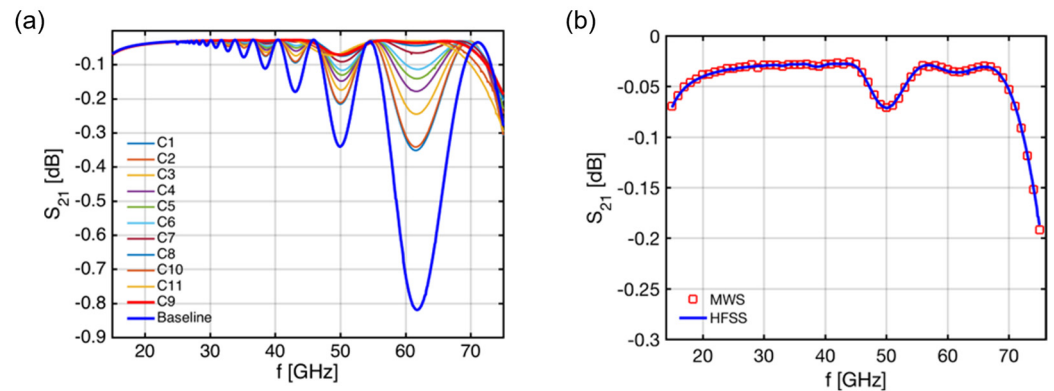 (a)
(b)
-0.1
-0.2
-0.3
-0.4
-0.5
-0.6
-0.7
-0.8
-0.9
S21 [dB]
C1
C2
C3
C4
C5
C6
C7
C8
C10
C11
C9
Baseline
20 30 40 50 60 70
f [GHz]
0
-0.05
-0.1
-0.15
-0.2
-0.25
-0.3
S21 [dB]
MWS
HFSS
20 30 40 50 60 70
f [GHz]